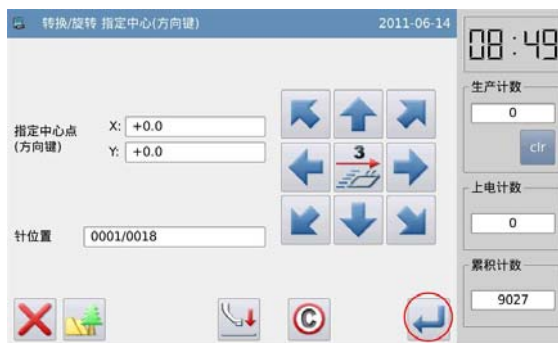 转换/旋转 指定中心(方向键) 2011-06-14
08:49
生产计数
0
clr
指定中心点
(方向键)
X: +0.0
Y: +0.0
3
上电计数
0
针位置 0001/0018
累积计数
9027
C